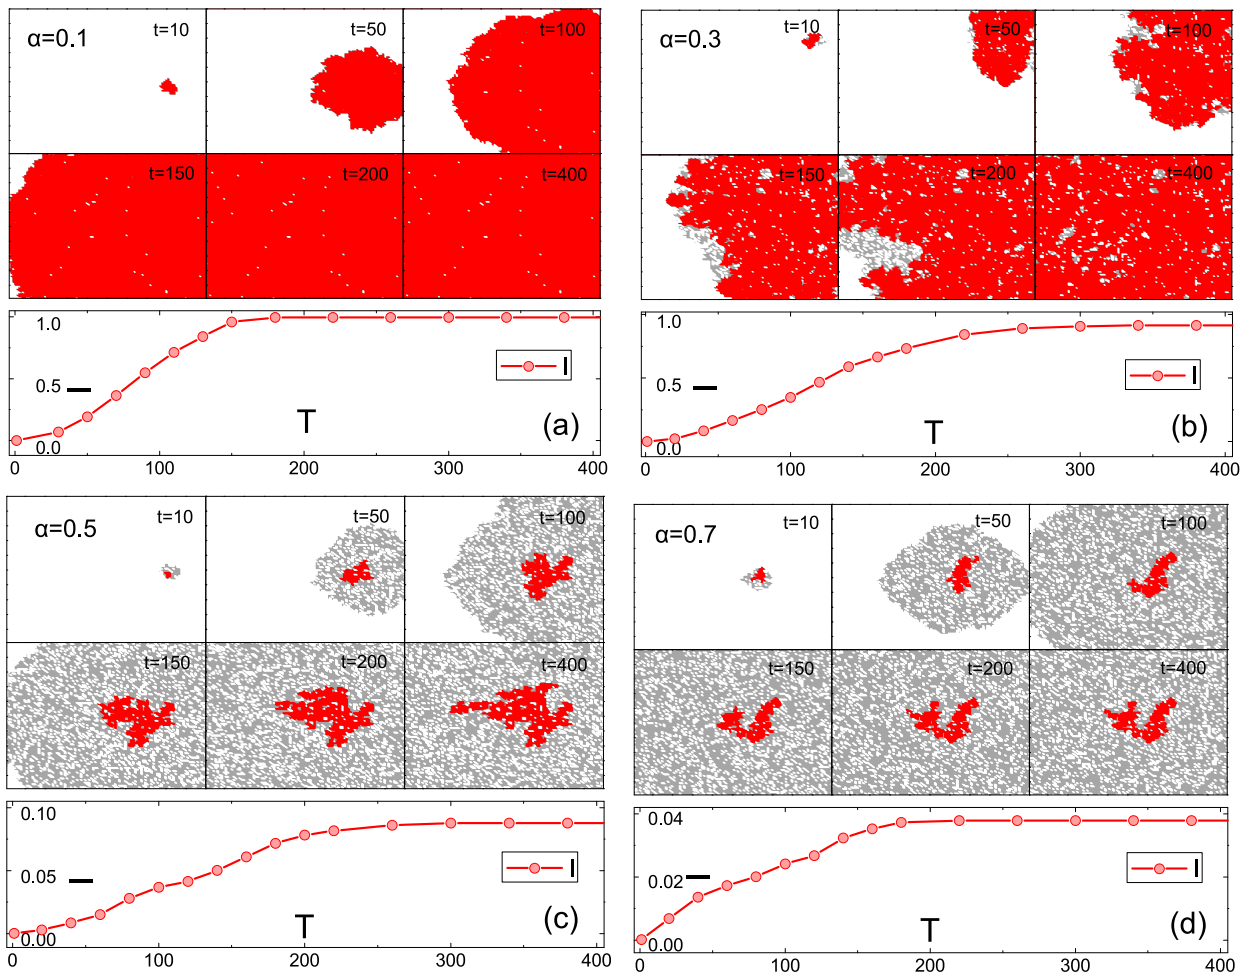 α=0.1 t=10 t=50 t=100
t=150 t=200 t=400
1.0
0.5
I
I
0.0
T
(a)
0 100 200 300 400
α=0.3 t=10 t=50 t=100
t=150 t=200 t=400
1.0
0.5
I
I
0.0
T
(b)
0 100 200 300 400
α=0.5 t=10 t=50 t=100
t=150 t=200 t=400
0.10
0.05
I
I
0.00
T
(c)
0 100 200 300 400
α=0.7 t=10 t=50 t=100
t=150 t=200 t=400
0.04
0.02
I
I
0.00
T
(d)
0 100 200 300 400